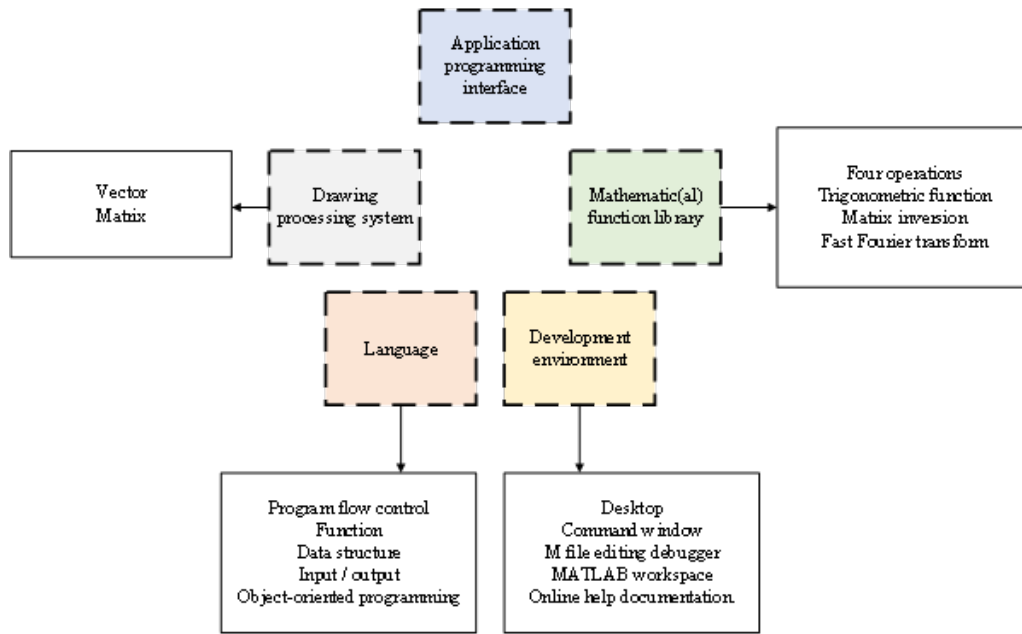 Application
programming
interface
Vector
Matrix
Drawing
processing system
Mathematic(al)
function library
Four operations
Trigonometric function
Matrix inversion
Fast Fourier transform
Language
Development
environment
Program flow control
Function
Data structure
Input / output
Object-oriented programming
Desktop
Command window
M file editing debugger
MATLAB workspace
Online help documentation.